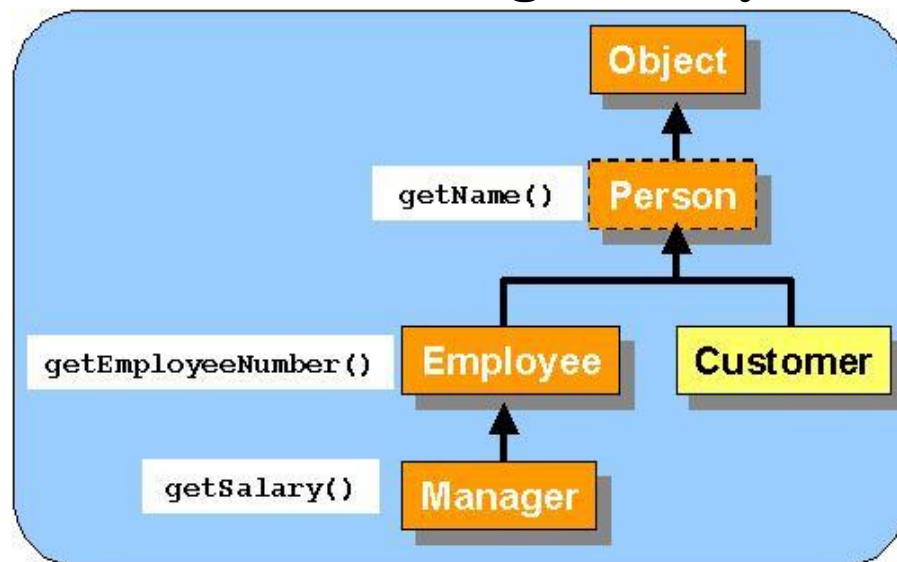 Object
getName()
Person
getEmployeeNumber()
Employee
Customer
getSalary()
Manager